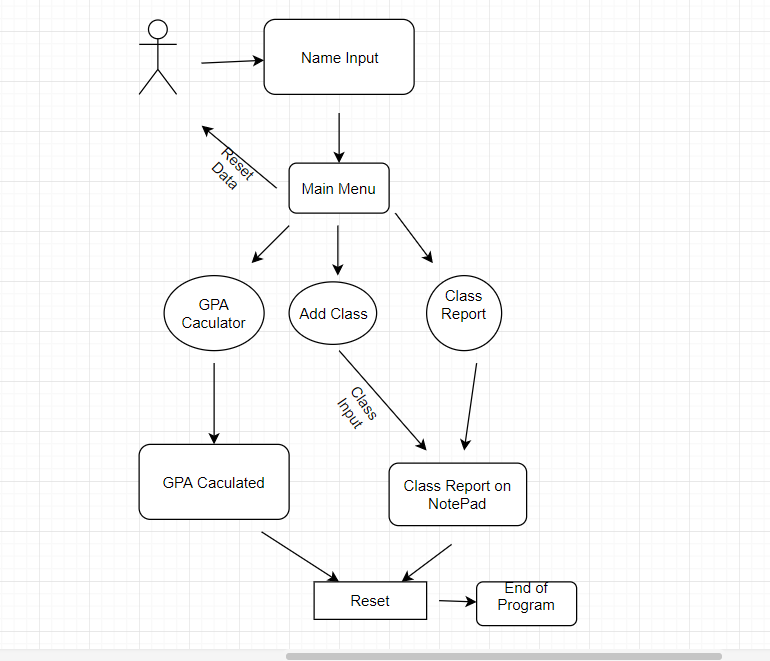 Name Input
Reset
Data
Main Menu
GPA
Caculator
Add Class
Class
Report
Class
Input
GPA Caculated
Class Report on
NotePad
Reset
End of
Program